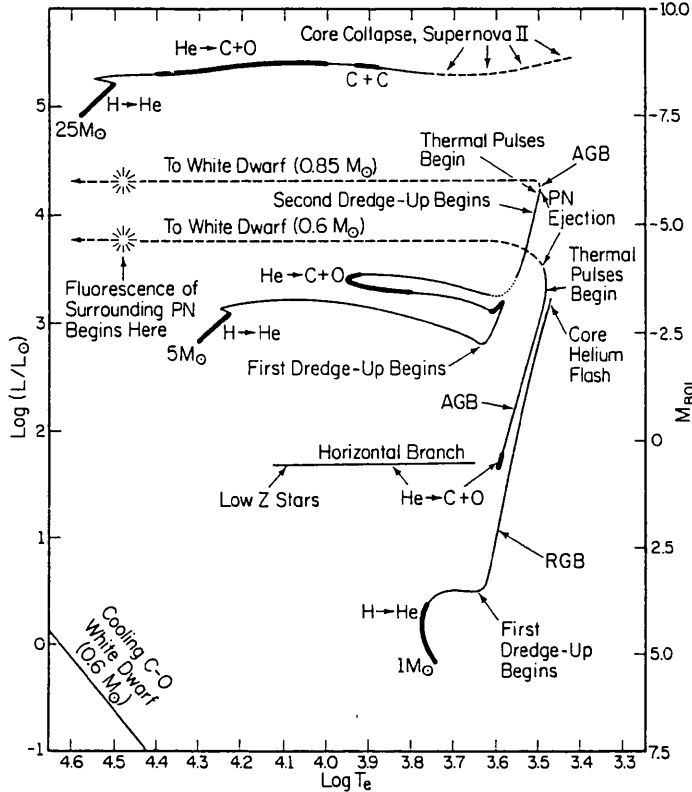 -10.0
-7.5
-5.0
-2.5
0
2.5
5.0
7.5
M_BOL
5
4
3
2
1
0
-1
Log (L/L⊙)
4.6 4.5 4.4 4.3 4.2 4.1 4.0 3.9 3.8 3.7 3.6 3.5 3.4 3.3
Log Te
Core Collapse, Supernova II
He→C+O
C+C
H→He
25M⊙
Thermal Pulses
Begin
AGB
To White Dwarf (0.85 M⊙)
Second Dredge-Up Begins
PN
Ejection
To White Dwarf (0.6 M⊙)
Thermal
Pulses
Begin
He→C+O
Fluorescence of
Surrounding PN
Begins Here
H→He
5M⊙
First Dredge-Up Begins
Core
Helium
Flash
AGB
Horizontal Branch
Low Z Stars
He→C+O
RGB
H→He
1M⊙
First
Dredge-Up
Begins
Cooling C-O
White Dwarf
(0.6 M⊙)